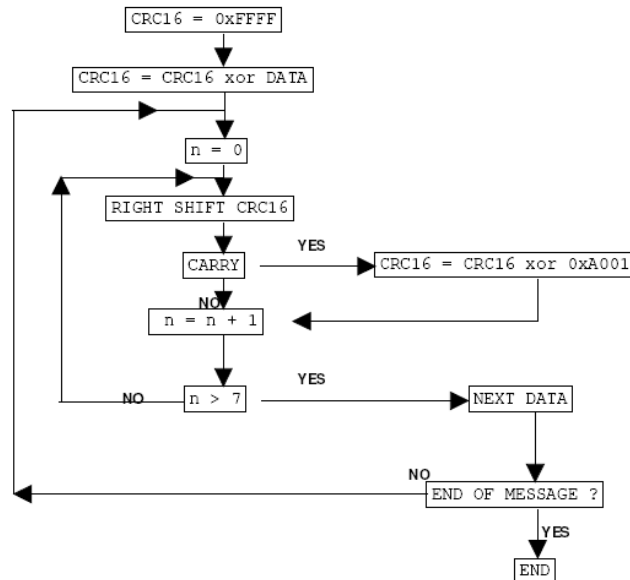 CRC16 = 0xFFFF
CRC16 = CRC16 xor DATA
n = 0
RIGHT SHIFT CRC16
CARRY
YES
CRC16 = CRC16 xor 0xA001
NO
n = n + 1
n > 7
NO
YES
NEXT DATA
NO
END OF MESSAGE ?
YES
END